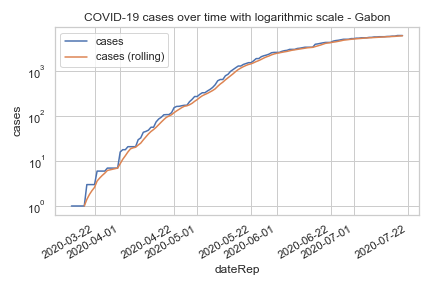 COVID-19 cases over time with logarithmic scale - Gabon
cases
cases (rolling)
10³
10²
10¹
10⁰
cases
2020-03-22
2020-04-01
2020-04-22
2020-05-01
2020-05-22
2020-06-01
2020-06-22
2020-07-01
2020-07-22
dateRep